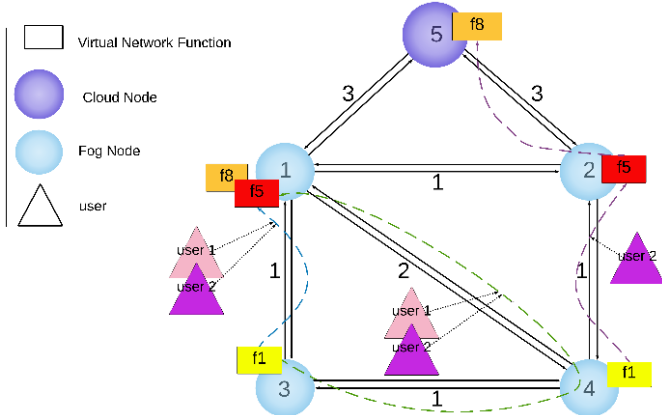 Virtual Network Function
Cloud Node
Fog Node
user
5
f8
3
3
1
2
f5
f8
f5
1
user 1
user 2
1
2
user 1
user 2
1
user 2
f1
3
4
f1
1